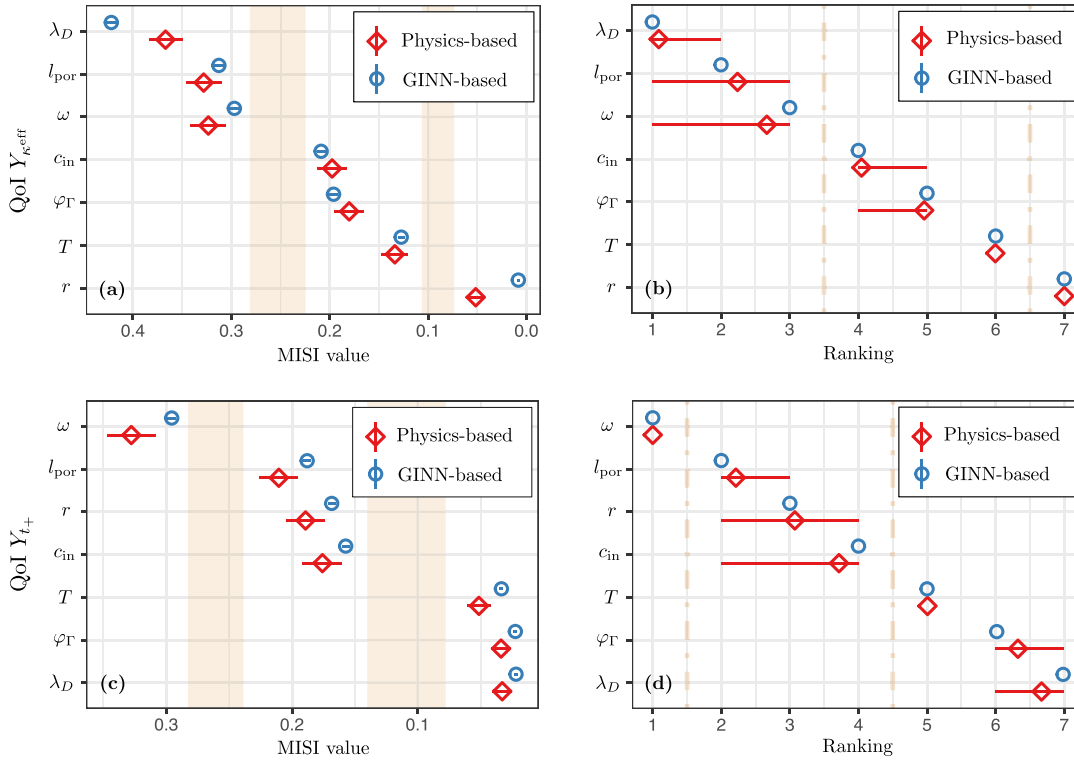 QoI Y_{κ^eff}
λ_D
l_por
ω
c_in
φ_Γ
T
r
Physics-based
GINN-based
(a)
0.4 0.3 0.2 0.1 0.0
MISI value
λ_D
l_por
ω
c_in
φ_Γ
T
r
Physics-based
GINN-based
(b)
1 2 3 4 5 6 7
Ranking
QoI Y_{t_+}
ω
l_por
r
c_in
T
φ_Γ
λ_D
Physics-based
GINN-based
(c)
0.3 0.2 0.1
MISI value
ω
l_por
r
c_in
T
φ_Γ
λ_D
Physics-based
GINN-based
(d)
1 2 3 4 5 6 7
Ranking